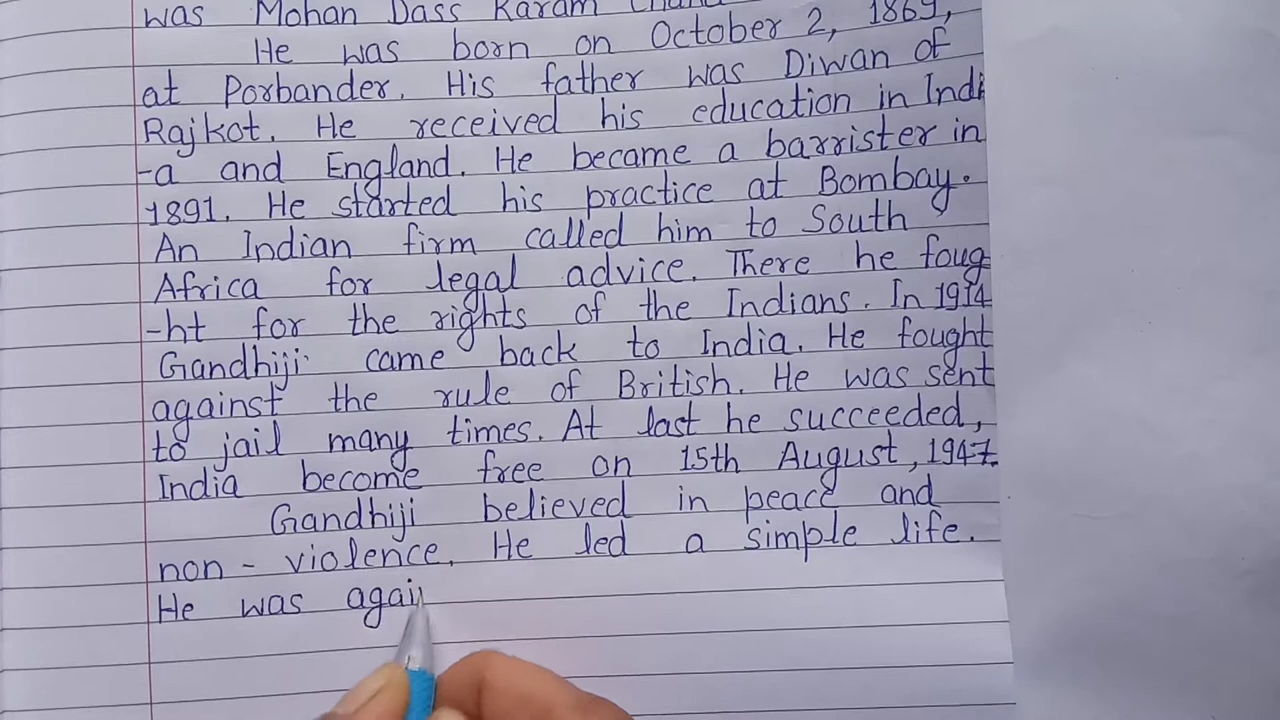 was Mohan Dass Karam Chand
He was born on October 2, 1869,
at Porbander. His father was Diwan of
Rajkot. He received his education in Indi
-a and England. He became a barrister in
1891. He started his practice at Bombay.
An Indian firm called him to South
Africa for legal advice. There he foug
-ht for the rights of the Indians. In 1914
Gandhiji came back to India. He fought
against the rule of British. He was sent
to jail many times. At last he succeeded,
India become free on 15th August, 1947.
Gandhiji believed in peace and
non - violence. He led a simple life.
He was agai